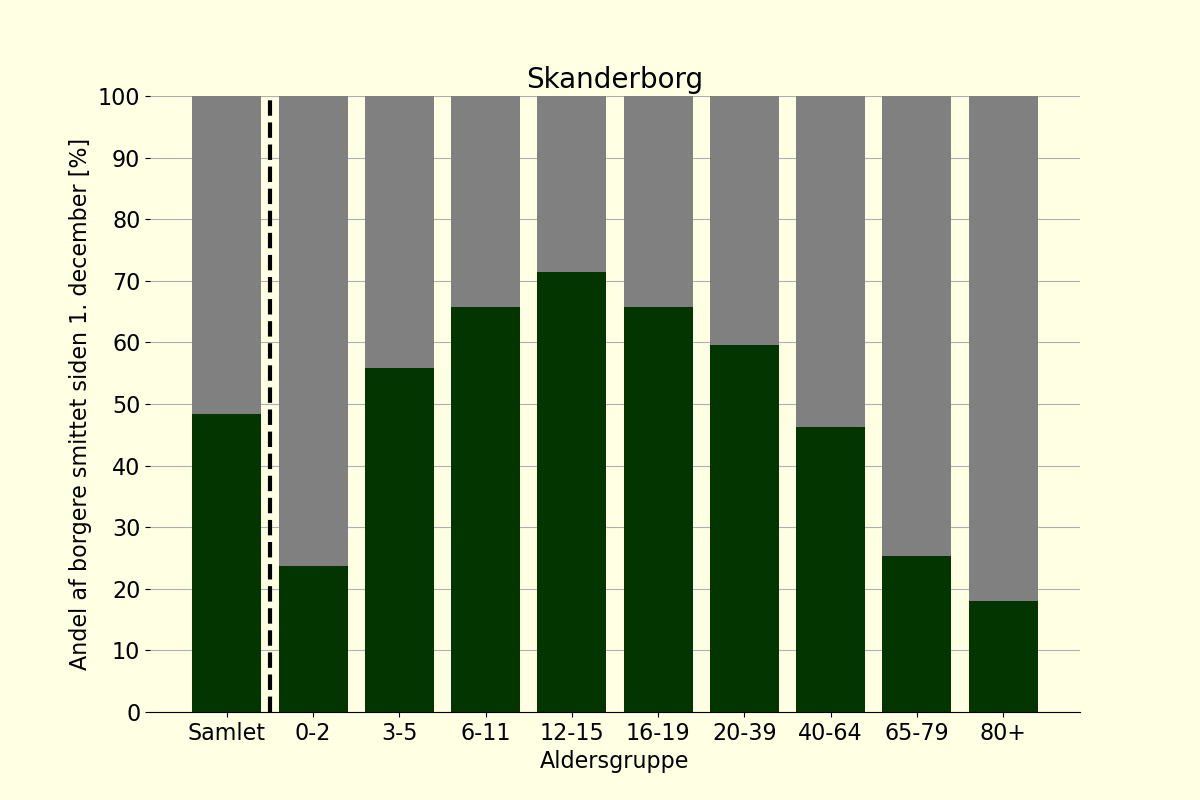 Skanderborg
Andel af borgere smittet siden 1. december [%]
100
90
80
70
60
50
40
30
20
10
0
Samlet 0-2 3-5 6-11 12-15 16-19 20-39 40-64 65-79 80+
Aldersgruppe